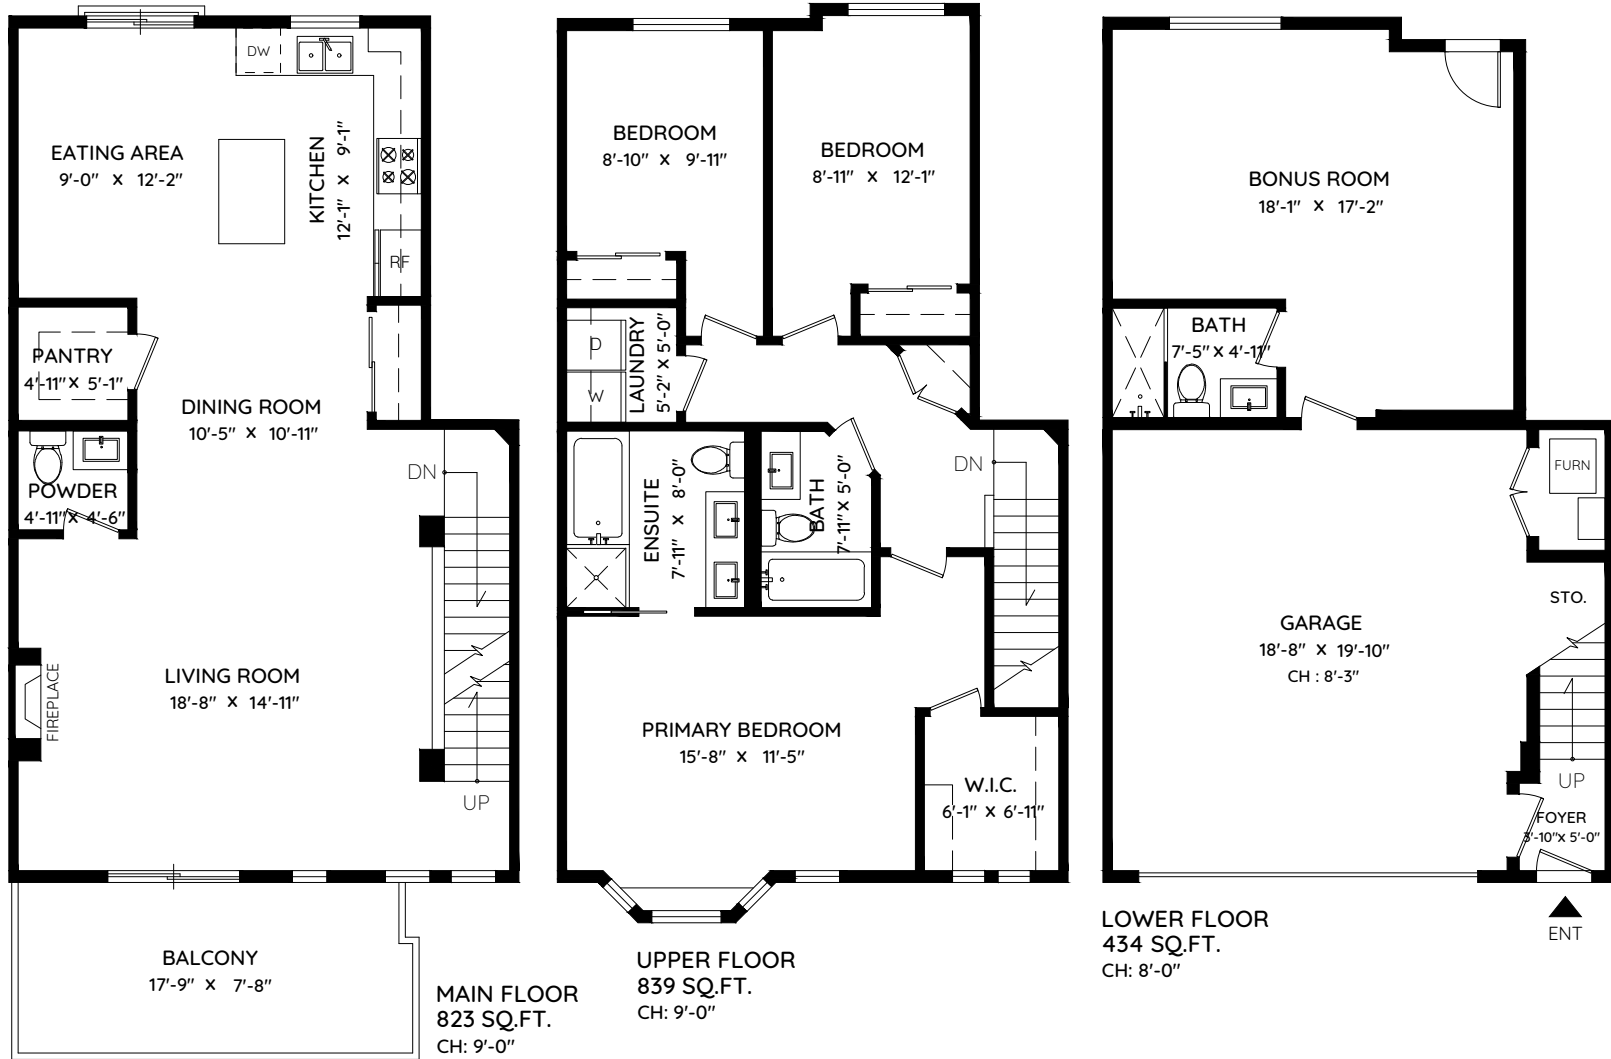 DW
EATING AREA
9'-0" X 12'-2"
KITCHEN
12'-1" X 9'-1"
RF
PANTRY
4'-11" X 5'-1"
DINING ROOM
10'-5" X 10'-11"
DN
POWDER
4'-11" X 4'-6"
FIREPLACE
LIVING ROOM
18'-8" X 14'-11"
UP
BALCONY
17'-9" X 7'-8"
MAIN FLOOR
823 SQ.FT.
CH: 9'-0"
BEDROOM
8'-10" X 9'-11"
BEDROOM
8'-11" X 12'-1"
D
W
LAUNDRY
5'-2" X 5'-0"
ENSUITE
7'-11" X 8'-0"
BATH
7'-11" X 5'-0"
DN
PRIMARY BEDROOM
15'-8" X 11'-5"
W.I.C.
6'-1" X 6'-11"
UPPER FLOOR
839 SQ.FT.
CH: 9'-0"
BONUS ROOM
18'-1" X 17'-2"
BATH
7'-5" X 4'-11"
FURN
STO.
GARAGE
18'-8" X 19'-10"
CH : 8'-3"
UP
FOYER
3'-10" X 5'-0"
ENT
LOWER FLOOR
434 SQ.FT.
CH: 8'-0"